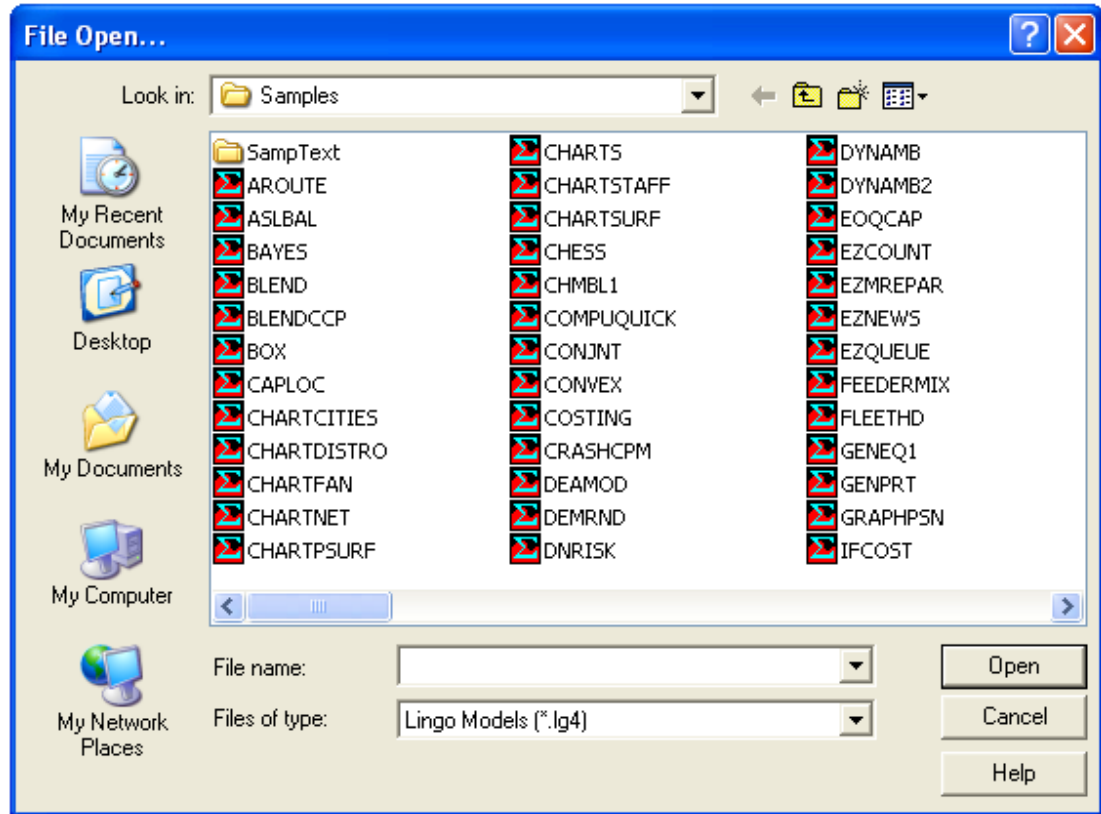 File Open...
Look in:
Samples
My Recent
Documents
Desktop
My Documents
My Computer
My Network
Places
SampText
AROUTE
ASLBAL
BAYES
BLEND
BLENDCCP
BOX
CAPLOC
CHARTCITIES
CHARTDISTRO
CHARTFAN
CHARTNET
CHARTPSURF
CHARTS
CHARTSTAFF
CHARTSURF
CHESS
CHMBL1
COMPUQUICK
CONJNT
CONVEX
COSTING
CRASHCPM
DEAMOD
DEMRND
DNRISK
DYNAMB
DYNAMB2
EOQCAP
EZCOUNT
EZMREPAR
EZNEWS
EZQUEUE
FEEDERMIX
FLEETHD
GENEQ1
GENPRT
GRAPHPSN
IFCOST
File name:
Open
Files of type:
Lingo Models (*.lg4)
Cancel
Help